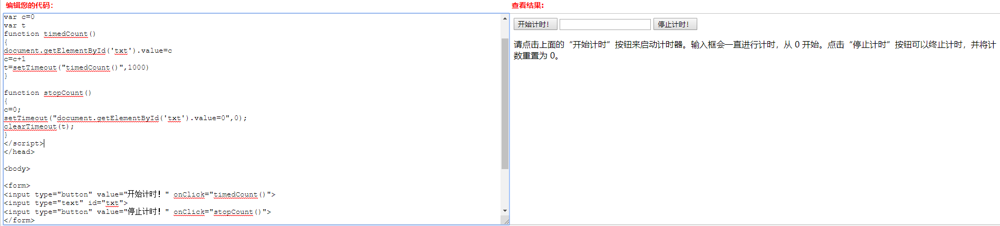 编辑您的代码：
var c=0
var t
function timedCount()
{
document.getElementById('txt').value=c
c=c+1
t=setTimeout("timedCount()",1000)
}
function stopCount()
{
c=0;
setTimeout("document.getElementById('txt').value=0",0);
clearTimeout(t);
}
</script>
</head>
<body>
<form>
<input type="button" value="开始计时！" onClick="timedCount()">
<input type="text" id="txt">
<input type="button" value="停止计时！" onClick="stopCount()">
</form>
查看结果:
开始计时！ 停止计时！
请点击上面的“开始计时”按钮来启动计时器。输入框会一直进行计时，从 0 开始。点击“停止计时”按钮可以终止计时，并将计
数重置为 0。